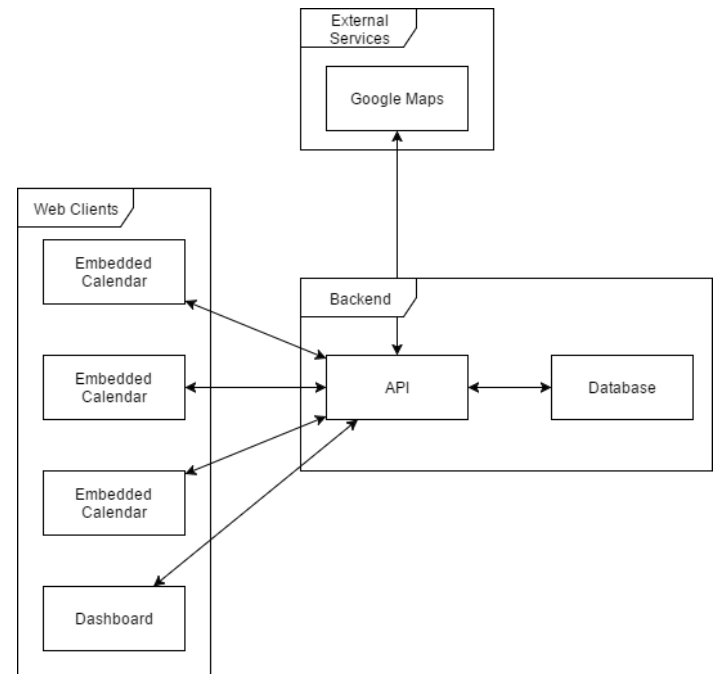 External
Services
Google Maps
Web Clients
Embedded
Calendar
Embedded
Calendar
Embedded
Calendar
Dashboard
Backend
API
Database